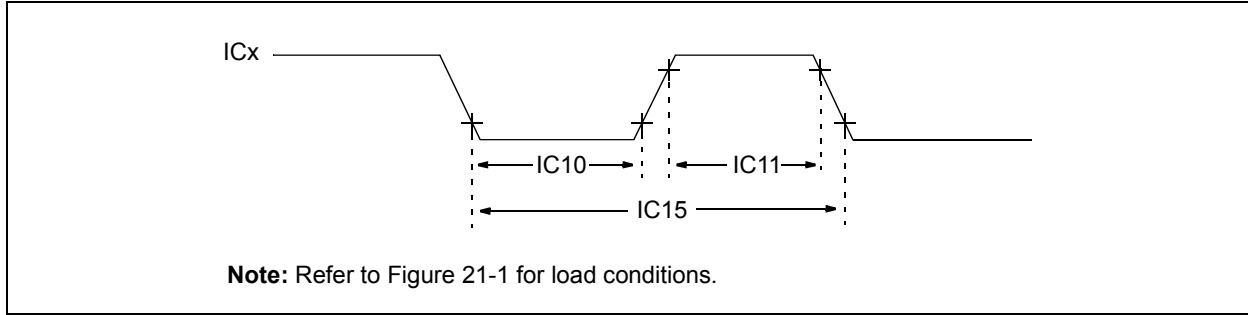 ICx
IC10
IC11
IC15
Note: Refer to Figure 21-1 for load conditions.